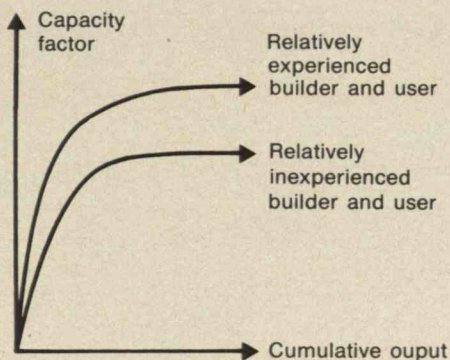 Capacity
factor
Relatively
experienced
builder and user
Relatively
inexperienced
builder and user
Cumulative ouput